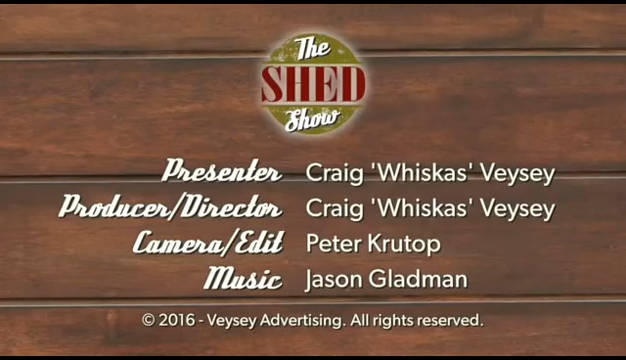 The
SHED
Show
Presenter Craig 'Whiskas' Veysey
Producer/Director Craig 'Whiskas' Veysey
Camera/Edit Peter Krutop
Music Jason Gladman
© 2016 - Veysey Advertising. All rights reserved.